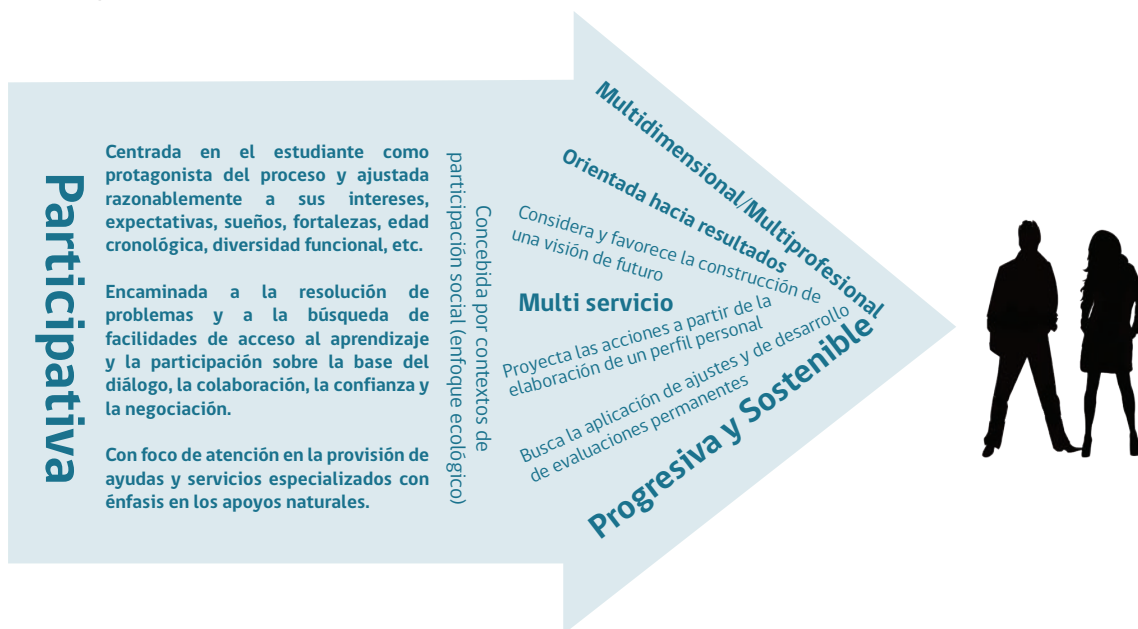 Participativa
Centrada en el estudiante como
protagonista del proceso y ajustada
razonablemente a sus intereses,
expectativas, sueños, fortalezas, edad
cronológica, diversidad funcional, etc.
Encaminada a la resolución de
problemas y a la búsqueda de
facilidades de acceso al aprendizaje
y la participación sobre la base del
diálogo, la colaboración, la confianza y
la negociación.
Con foco de atención en la provisión de
ayudas y servicios especializados con
énfasis en los apoyos naturales.
Concebida por contextos de
participación social (enfoque ecológico)
Multidimensional/Multiprofesional
Orientada hacia resultados
Considera y favorece la construcción de
una visión de futuro
Multi servicio
Proyecta las acciones a partir de la
elaboración de un perfil personal
Busca la aplicación de ajustes y de desarrollo
de evaluaciones permanentes
Progresiva y Sostenible